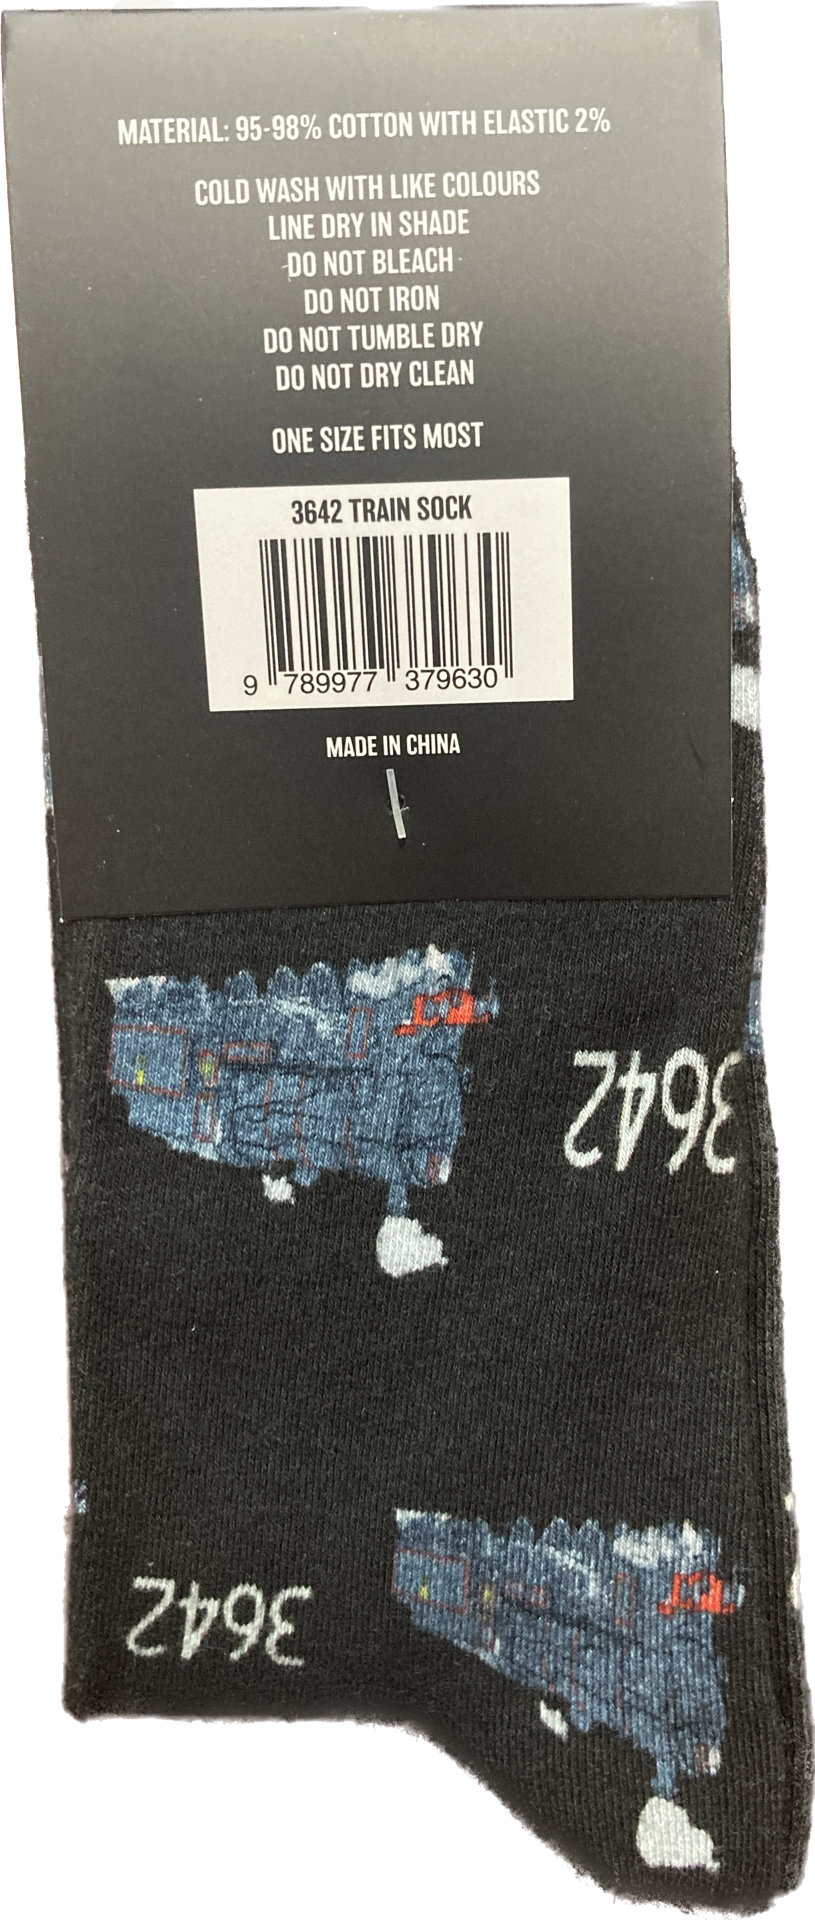 MATERIAL: 95-98% COTTON WITH ELASTIC 2%
COLD WASH WITH LIKE COLOURS
LINE DRY IN SHADE
DO NOT BLEACH
DO NOT IRON
DO NOT TUMBLE DRY
DO NOT DRY CLEAN
ONE SIZE FITS MOST
3642 TRAIN SOCK
9 789977 379630
MADE IN CHINA
3642
3642